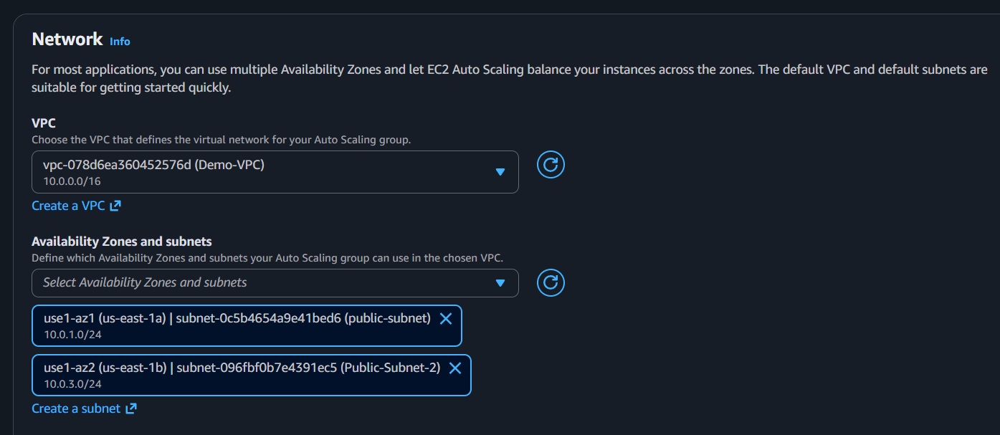 Network Info
For most applications, you can use multiple Availability Zones and let EC2 Auto Scaling balance your instances across the zones. The default VPC and default subnets are
suitable for getting started quickly.
VPC
Choose the VPC that defines the virtual network for your Auto Scaling group.
vpc-078d6ea360452576d (Demo-VPC)
10.0.0.0/16
Create a VPC
Availability Zones and subnets
Define which Availability Zones and subnets your Auto Scaling group can use in the chosen VPC.
Select Availability Zones and subnets
use1-az1 (us-east-1a) | subnet-0c5b4654a9e41bed6 (public-subnet)
10.0.1.0/24
use1-az2 (us-east-1b) | subnet-096fbf0b7e4391ec5 (Public-Subnet-2)
10.0.3.0/24
Create a subnet